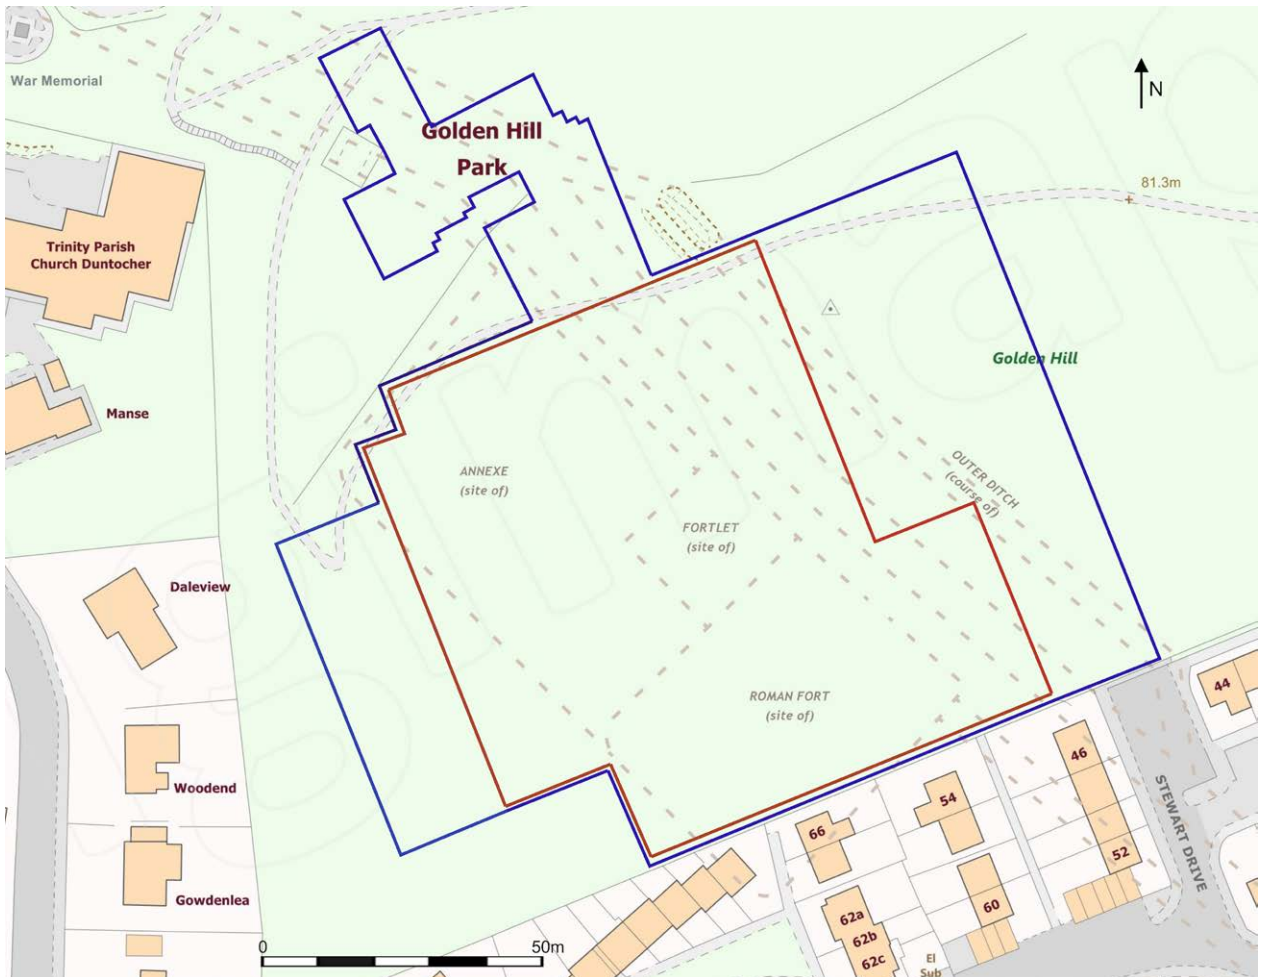 War Memorial
N
Golden Hill
Park
81.3m
Trinity Parish
Church Duntocher
Golden Hill
Manse
ANNEXE
(site of)
OUTER DITCH
(course of)
FORTLET
(site of)
Daleview
ROMAN FORT
(site of)
44
46
Woodend
STEWART DRIVE
54
66
52
Gowdenlea
60
62a
62b
62c
El
Sub
0
50m